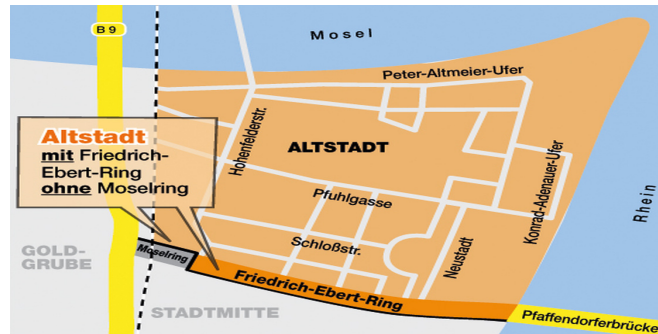 B 9
Mosel
Peter-Altmeier-Ufer
Altstadt
mit Friedrich-
Ebert-Ring
ohne Moselring
Hohenfelderstr.
ALTSTADT
Konrad-Adenauer-Ufer
Rhein
Pfuhlgasse
Schloßstr.
Neustadt
GOLD-
GRUBE
Moselring
Friedrich-Ebert-Ring
STADTMITTE
Pfaffendorferbrücke